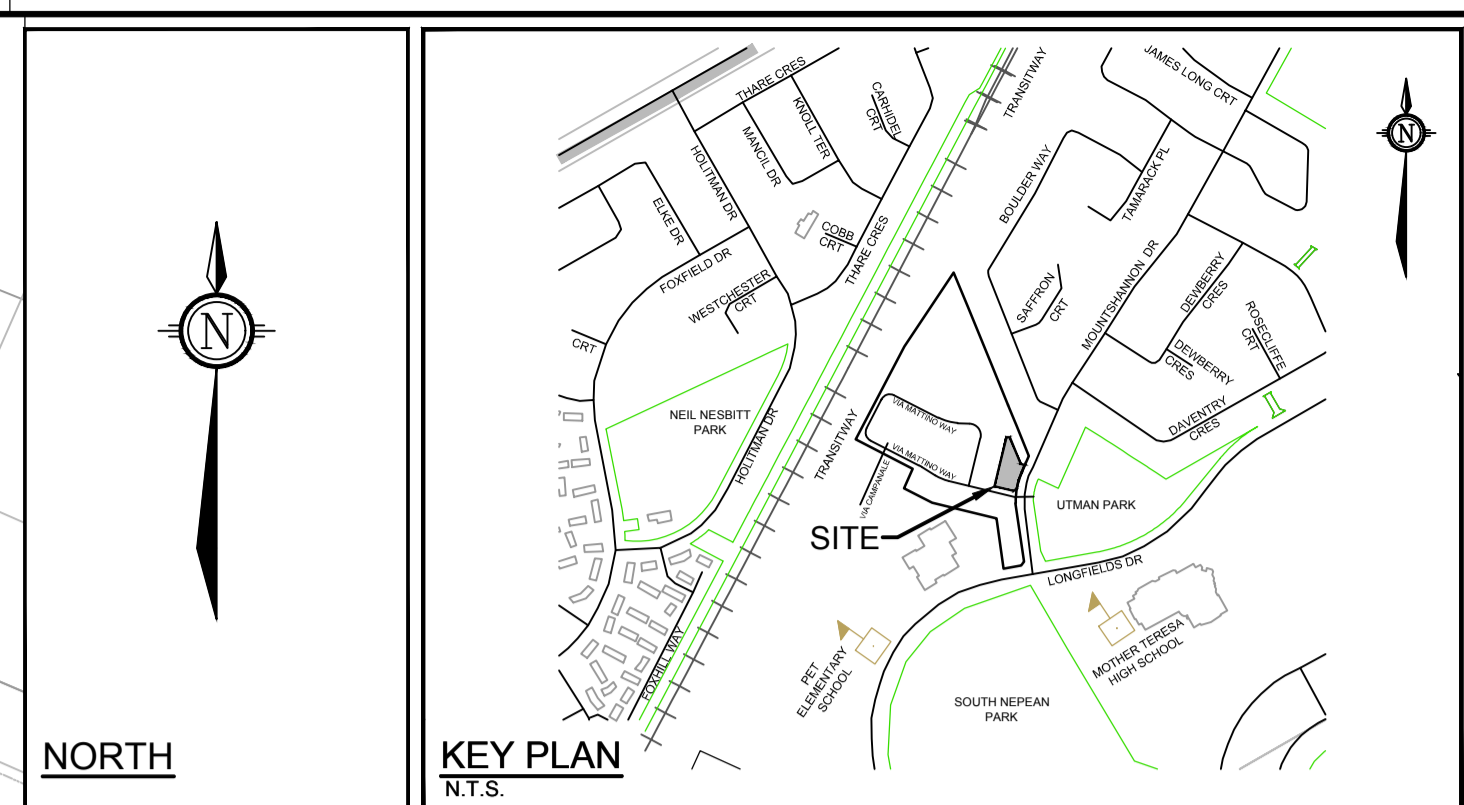 N
NORTH
THARE CRES
TRANSITWAY
JAMES LONG CRT
CARHIDEL
CRT
KNOLL TER
MANCIL DR
HOLITMAN DR
N
ELKE DR
BOULDER WAY
TAMARACK PL
COBB
CRT
THARE CRES
FOXFIELD DR
WESTCHESTER
CRT
SAFFRON
CRT
MOUNTSHANNON DR
DEWBERRY
CRES
ROSECLIFFE
CRT
CRT
DEWBERRY
CRES
NEIL NESBITT
PARK
HOLITMAN DR
TRANSITWAY
VIA MATTINO WAY
VIA MATTINO WAY
VIA CAMPANALE
DAVENTRY
CRES
SITE
UTMAN PARK
LONGFIELDS DR
FOXHILL WAY
PET
ELEMENTARY
SCHOOL
MOTHER TERESA
HIGH SCHOOL
SOUTH NEPEAN
PARK
KEY PLAN
N.T.S.